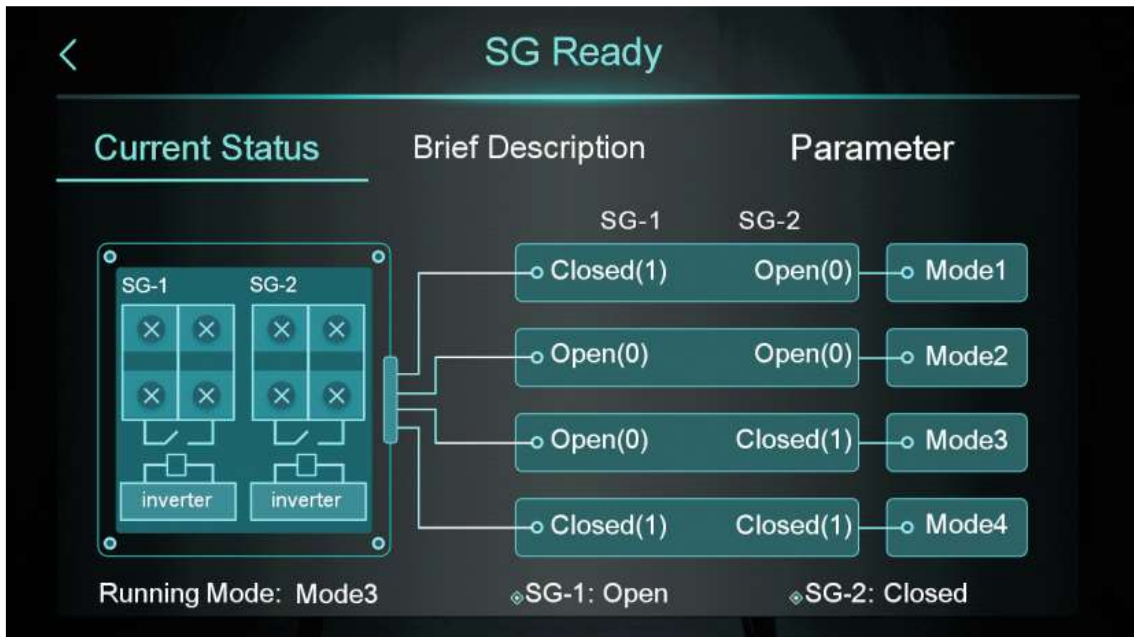 SG Ready
Current Status Brief Description Parameter
SG-1 SG-2
SG-1 SG-2
Closed(1) Open(0) Mode1
Open(0) Open(0) Mode2
Open(0) Closed(1) Mode3
inverter inverter
Closed(1) Closed(1) Mode4
Running Mode: Mode3 SG-1: Open SG-2: Closed